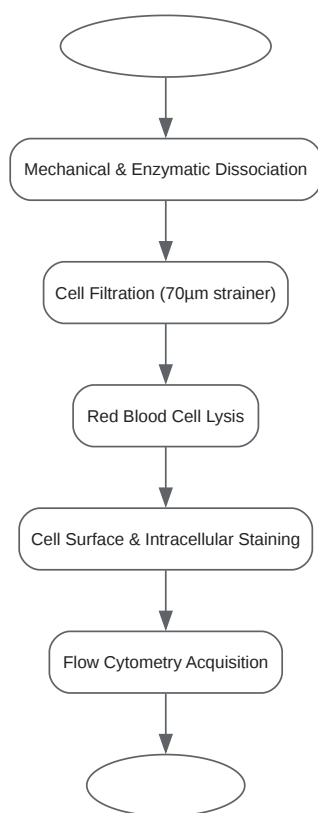 Mechanical & Enzymatic Dissociation
Cell Filtration (70µm strainer)
Red Blood Cell Lysis
Cell Surface & Intracellular Staining
Flow Cytometry Acquisition